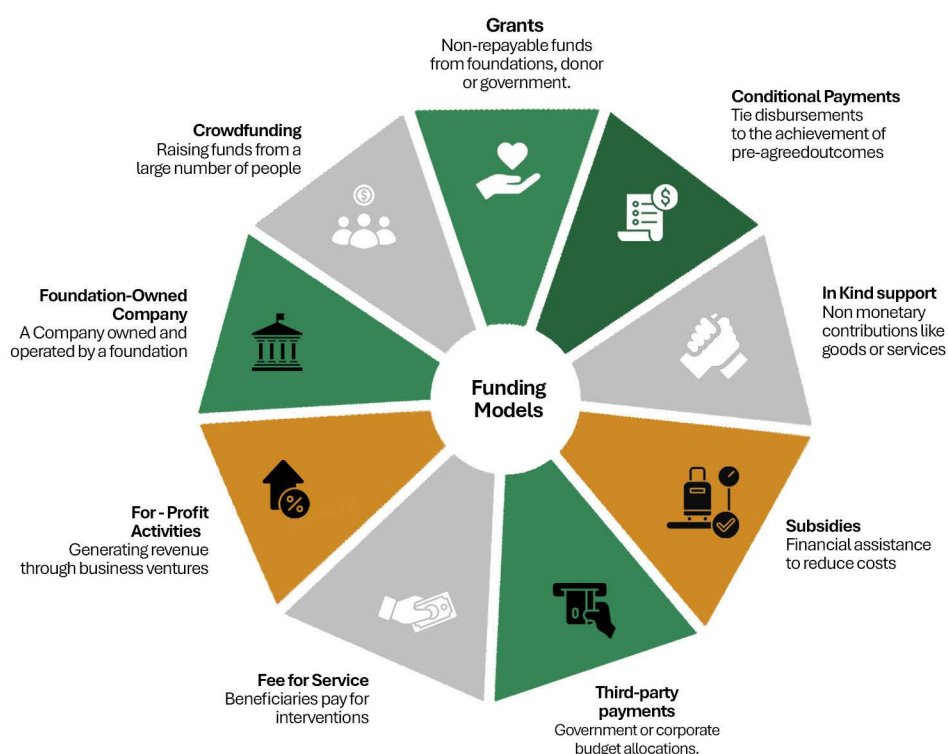 Grants
Non-repayable funds
from foundations, donor
or government.
Conditional Payments
Tie disbursements
to the achievement of
pre-agreedoutcomes
In Kind support
Non monetary
contributions like
goods or services
Subsidies
Financial assistance
to reduce costs
Third-party
payments
Government or corporate
budget allocations.
Fee for Service
Beneficiaries pay for
interventions
For - Profit
Activities
Generating revenue
through business ventures
Foundation-Owned
Company
A Company owned and
operated by a foundation
Crowdfunding
Raising funds from a
large number of people
Funding
Models
$
$
%